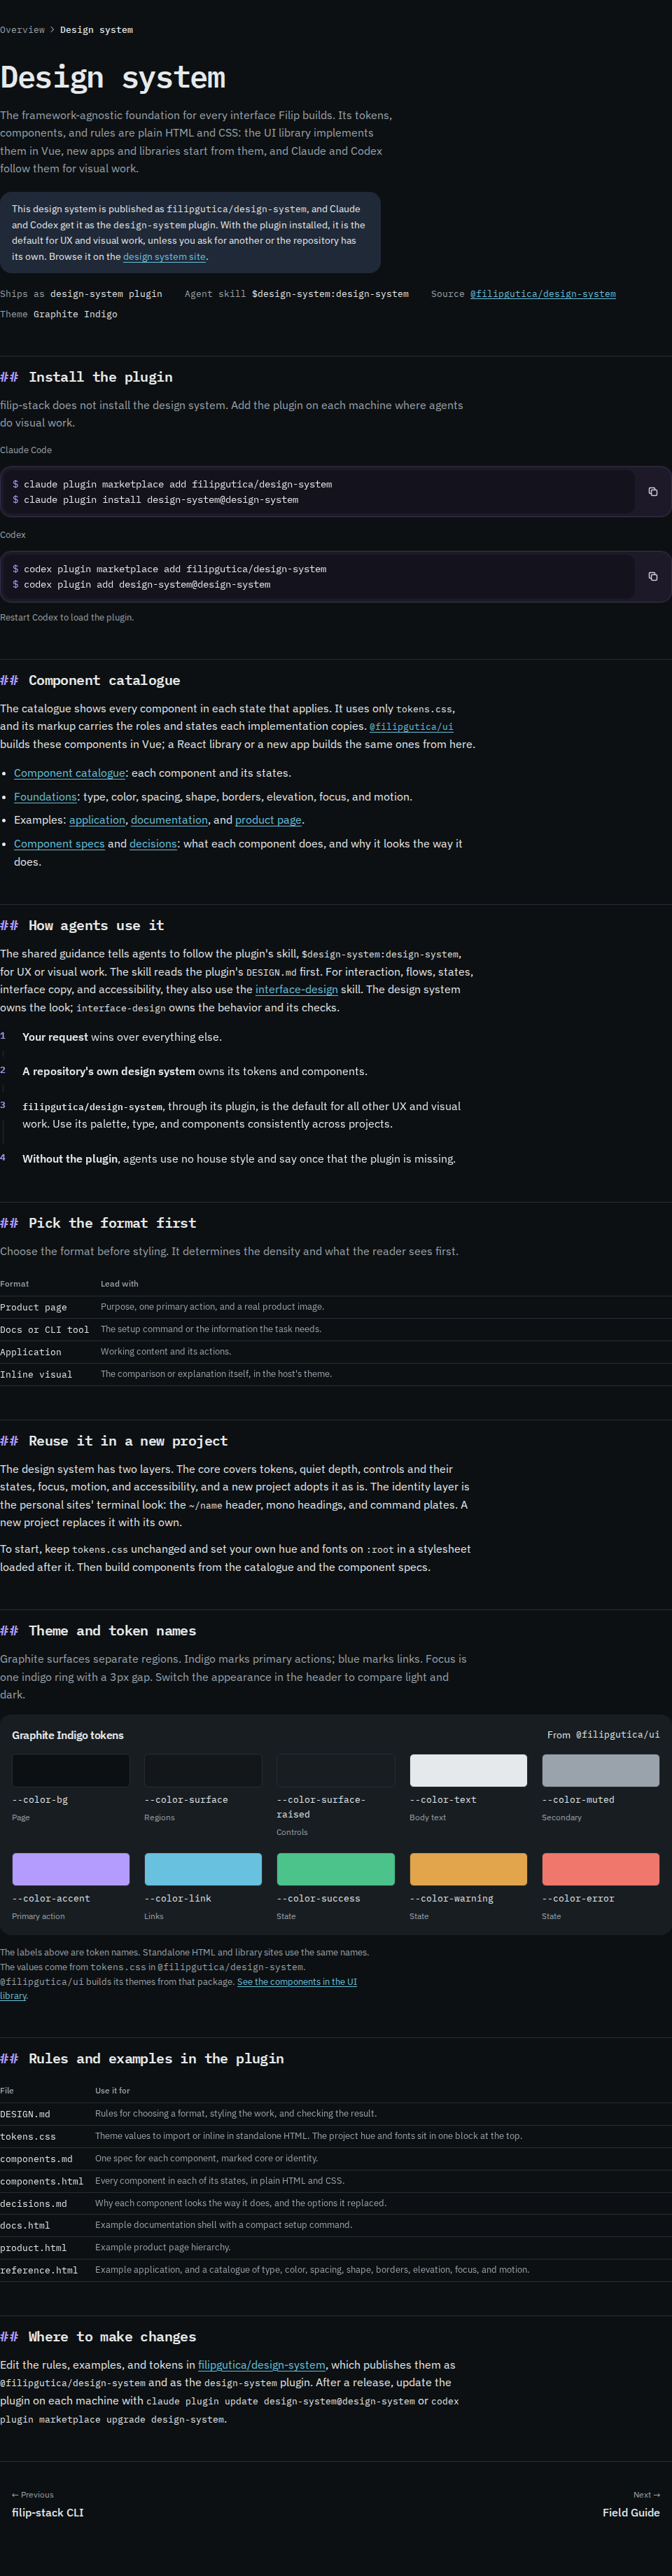 Overview > Design system
Design system
The framework-agnostic foundation for every interface Filip builds. Its tokens,
components, and rules are plain HTML and CSS: the UI library implements
them in Vue, new apps and libraries start from them, and Claude and Codex
follow them for visual work.
This design system is published as filipgutica/design-system, and Claude
and Codex get it as the design-system plugin. With the plugin installed, it is the
default for UX and visual work, unless you ask for another or the repository has
its own. Browse it on the design system site.
Ships as design-system plugin Agent skill $design-system:design-system Source @filipgutica/design-system
Theme Graphite Indigo
## Install the plugin
filip-stack does not install the design system. Add the plugin on each machine where agents
do visual work.
Claude Code
$ claude plugin marketplace add filipgutica/design-system
$ claude plugin install design-system@design-system
Codex
$ codex plugin marketplace add filipgutica/design-system
$ codex plugin add design-system@design-system
Restart Codex to load the plugin.
## Component catalogue
The catalogue shows every component in each state that applies. It uses only tokens.css,
and its markup carries the roles and states each implementation copies. @filipgutica/ui
builds these components in Vue; a React library or a new app builds the same ones from here.
• Component catalogue: each component and its states.
• Foundations: type, color, spacing, shape, borders, elevation, focus, and motion.
• Examples: application, documentation, and product page.
• Component specs and decisions: what each component does, and why it looks the way it
does.
## How agents use it
The shared guidance tells agents to follow the plugin's skill, $design-system:design-system,
for UX or visual work. The skill reads the plugin's DESIGN.md first. For interaction, flows, states,
interface copy, and accessibility, they also use the interface-design skill. The design system
owns the look; interface-design owns the behavior and its checks.
1 Your request wins over everything else.
2 A repository's own design system owns its tokens and components.
3 filipgutica/design-system, through its plugin, is the default for all other UX and visual
work. Use its palette, type, and components consistently across projects.
4 Without the plugin, agents use no house style and say once that the plugin is missing.
## Pick the format first
Choose the format before styling. It determines the density and what the reader sees first.
Format Lead with
Product page Purpose, one primary action, and a real product image.
Docs or CLI tool The setup command or the information the task needs.
Application Working content and its actions.
Inline visual The comparison or explanation itself, in the host's theme.
## Reuse it in a new project
The design system has two layers. The core covers tokens, quiet depth, controls and their
states, focus, motion, and accessibility, and a new project adopts it as is. The identity layer is
the personal sites' terminal look: the ~/name header, mono headings, and command plates. A
new project replaces it with its own.
To start, keep tokens.css unchanged and set your own hue and fonts on :root in a stylesheet
loaded after it. Then build components from the catalogue and the component specs.
## Theme and token names
Graphite surfaces separate regions. Indigo marks primary actions; blue marks links. Focus is
one indigo ring with a 3px gap. Switch the appearance in the header to compare light and
dark.
Graphite Indigo tokens From @filipgutica/ui
--color-bg --color-surface --color-surface-raised --color-text --color-muted
Page Regions Controls Body text Secondary
--color-accent --color-link --color-success --color-warning --color-error
Primary action Links State State State
The labels above are token names. Standalone HTML and library sites use the same names.
The values come from tokens.css in @filipgutica/design-system.
@filipgutica/ui builds its themes from that package. See the components in the UI
library.
## Rules and examples in the plugin
File Use it for
DESIGN.md Rules for choosing a format, styling the work, and checking the result.
tokens.css Theme values to import or inline in standalone HTML. The project hue and fonts sit in one block at the top.
components.md One spec for each component, marked core or identity.
components.html Every component in each of its states, in plain HTML and CSS.
decisions.md Why each component looks the way it does, and the options it replaced.
docs.html Example documentation shell with a compact setup command.
product.html Example product page hierarchy.
reference.html Example application, and a catalogue of type, color, spacing, shape, borders, elevation, focus, and motion.
## Where to make changes
Edit the rules, examples, and tokens in filipgutica/design-system, which publishes them as
@filipgutica/design-system and as the design-system plugin. After a release, update the
plugin on each machine with claude plugin update design-system@design-system or codex
plugin marketplace upgrade design-system.
← Previous Next →
filip-stack CLI Field Guide